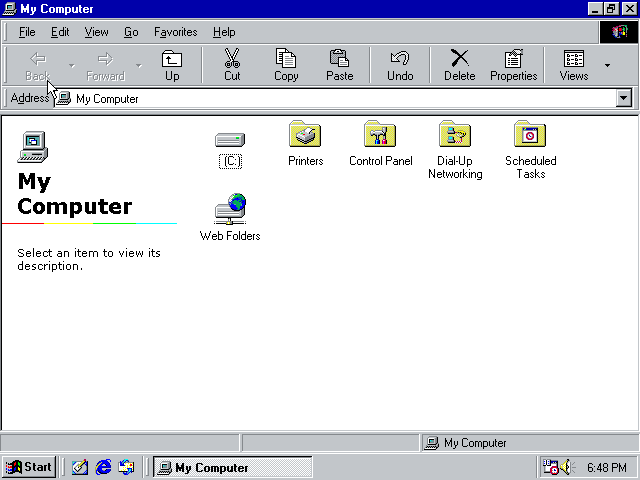 My Computer
File Edit View Go Favorites Help
Back Forward Up Cut Copy Paste Undo Delete Properties Views
Address My Computer
My
Computer
Select an item to view its
description.
(C:) Printers Control Panel Dial-Up
Networking Scheduled
Tasks
Web Folders
My Computer
Start My Computer 6:48 PM